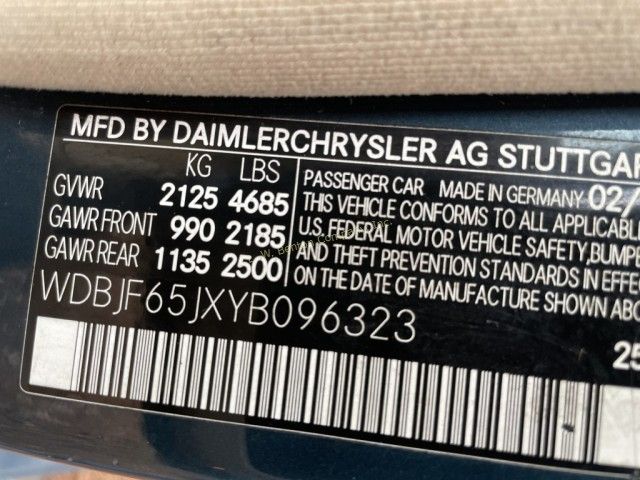 MFD BY DAIMLERCHRYSLER AG STUTTGAR
KG LBS
GVWR 2125 4685
GAWR FRONT 990 2185
GAWR REAR 1135 2500
PASSENGER CAR MADE IN GERMANY 02/
THIS VEHICLE CONFORMS TO ALL APPLICABLE
U.S. FEDERAL MOTOR VEHICLE SAFETY, BUMPE
AND THEFT PREVENTION STANDARDS IN EFFE
ON THE DATE OF MANUFACTURE SHOWN ABO
WDBJF65JXYB096323
25